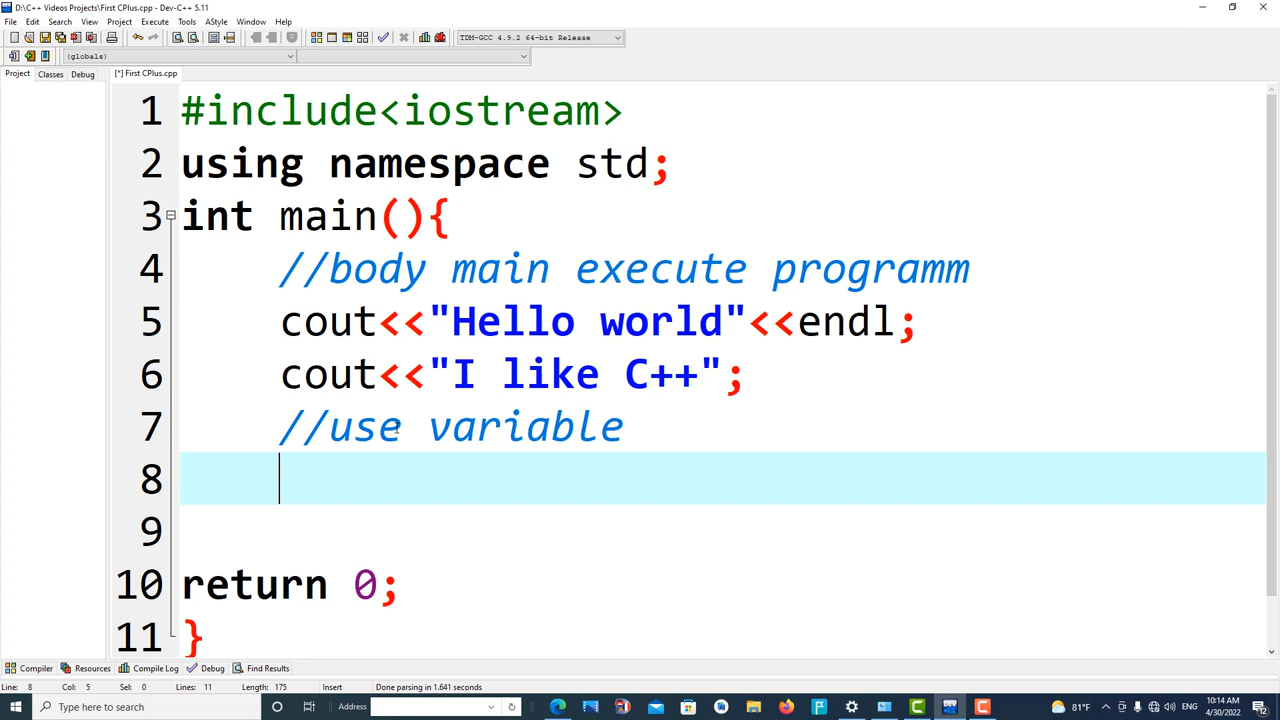 D:\C++ Videos Projects\First CPlus.cpp - Dev-C++ 5.11
File Edit Search View Project Execute Tools AStyle Window Help
TDM-GCC 4.9.2 64-bit Release
(globals)
Project Classes Debug [*] First CPlus.cpp
1 #include<iostream>
2 using namespace std;
3 int main(){
4 //body main execute programm
5 cout<<"Hello world"<<endl;
6 cout<<"I like C++";
7 //use variable
8
9
10 return 0;
11 }
Compiler Resources Compile Log Debug Find Results
Line: 8 Col: 5 Sel: 0 Lines: 11 Length: 175 Insert Done parsing in 1.641 seconds
Type here to search Address DEV 81°F ENG 10:14 AM
4/30/2022 12